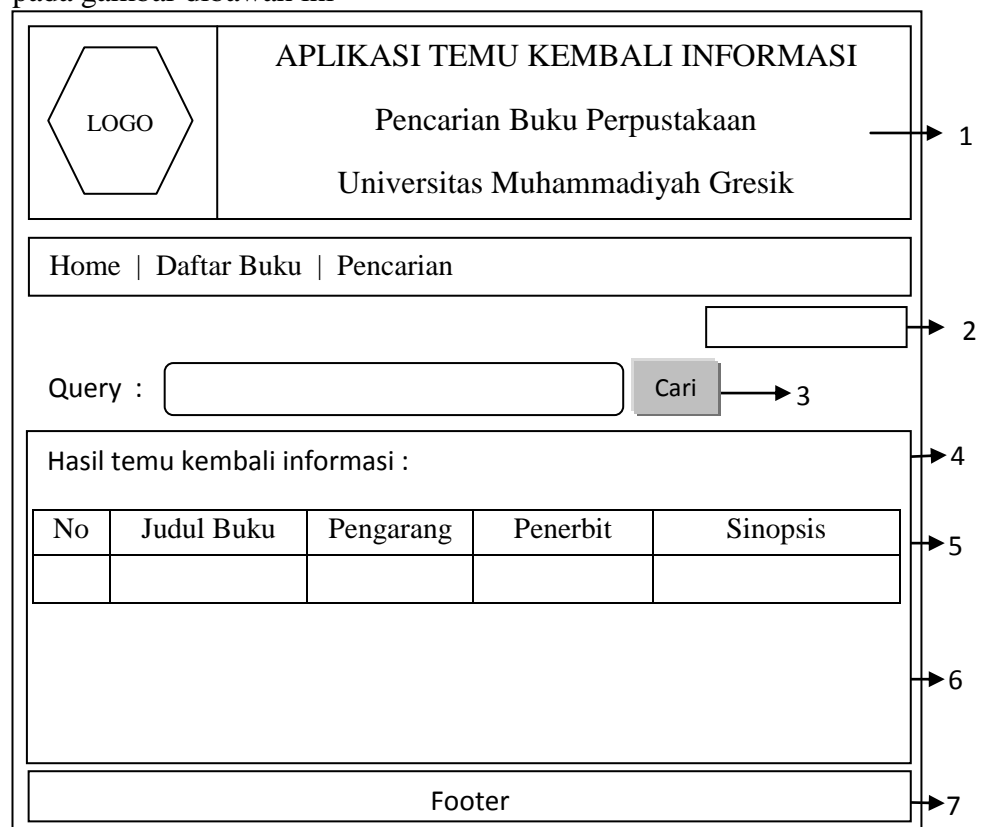 pada gambar dibawah ini
LOGO
APLIKASI TEMU KEMBALI INFORMASI
Pencarian Buku Perpustakaan
Universitas Muhammadiyah Gresik
1
Home | Daftar Buku | Pencarian
2
Query :
Cari
3
Hasil temu kembali informasi :
4
No Judul Buku Pengarang Penerbit Sinopsis
5
6
Footer
7